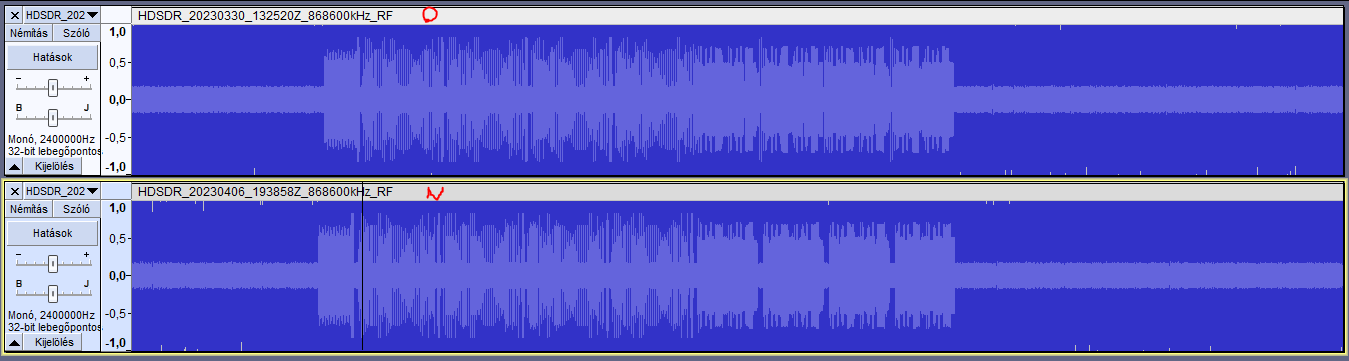 HDSDR_202 HDSDR_20230330_132520Z_868600kHz_RF O
Némítás Szóló 1,0
Hatások 0,5
- +
B J 0,0
Monó, 2400000Hz -0,5
32-bit lebegőpontos
Kijelölés -1,0
HDSDR_202 HDSDR_20230406_193858Z_868600kHz_RF N
Némítás Szóló 1,0
Hatások 0,5
- +
B J 0,0
Monó, 2400000Hz -0,5
32-bit lebegőpontos
Kijelölés -1,0